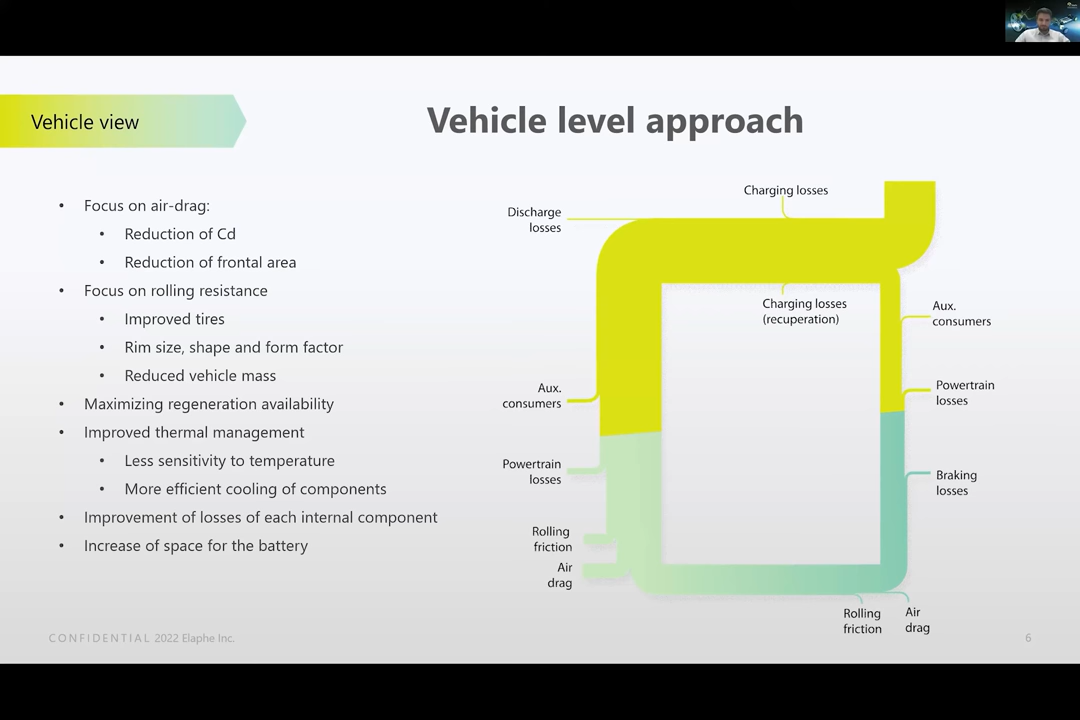 Vehicle view
Vehicle level approach
• Focus on air-drag:
• Reduction of Cd
• Reduction of frontal area
• Focus on rolling resistance
• Improved tires
• Rim size, shape and form factor
• Reduced vehicle mass
• Maximizing regeneration availability
• Improved thermal management
• Less sensitivity to temperature
• More efficient cooling of components
• Improvement of losses of each internal component
• Increase of space for the battery
Charging losses
Discharge
losses
Charging losses
(recuperation)
Aux.
consumers
Aux.
consumers
Powertrain
losses
Powertrain
losses
Braking
losses
Rolling
friction
Air
drag
Rolling
friction
Air
drag
CONFIDENTIAL 2022 Elaphe Inc.
6